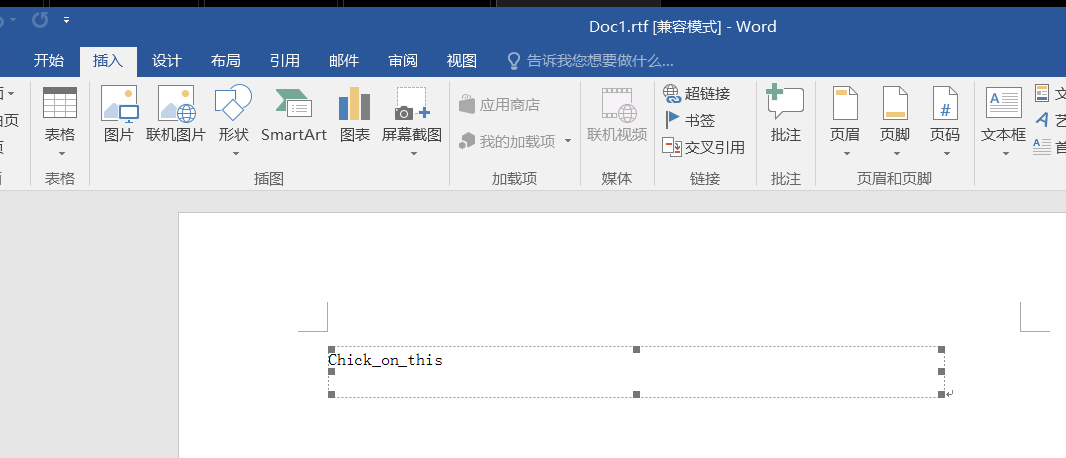 Doc1.rtf [兼容模式] - Word
开始 插入 设计 布局 引用 邮件 审阅 视图 告诉我您想要做什么...
表格 图片 联机图片 形状 SmartArt 图表 屏幕截图
应用商店
我的加载项
联机视频
超链接
书签
交叉引用
批注 页眉 页脚 页码 文本框
表格 插图 加载项 媒体 链接 批注 页眉和页脚
Chick_on_this